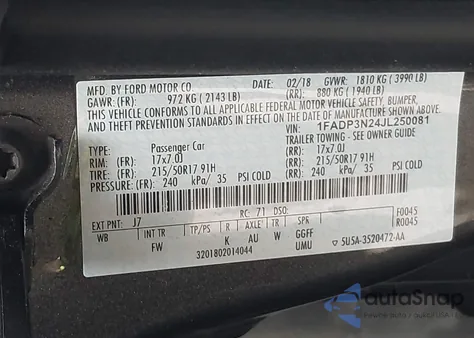 MFD. BY FORD MOTOR CO.
DATE: 02/18 GVWR: 1810 KG ( 3990 LB)
GAWR: (FR) 972 KG ( 2143 LB) (RR): 880 KG ( 1940 LB)
THIS VEHICLE CONFORMS TO ALL APPLICABLE FEDERAL MOTOR VEHICLE SAFETY, BUMPER,
AND THEFT PREVENTION STANDARDS IN EFFECT ON THE DATE OF MANUFACTURE SHOWN ABOVE.
VIN: 1FADP3N24JL250081
TYPE: Passenger Car TRAILER TOWING - SEE OWNER GUIDE
RIM: (FR) 17x7.0J (RR): 17x7.0J
TIRE: (FR) 215/50R17 91H (RR): 215/50R17 91H
PRESSURE: (FR) 240 kPa/ 35 PSI COLD (RR): 240 kPa/ 35 PSI COLD
EXT PNT: J7 RC: 71 DSO: F0045
WB INT TR TP/PS R AXLE TR SPR R0045
FW K AU W GGFF
UMU
3201802014044
5U5A-3520472-AA
autaSnap